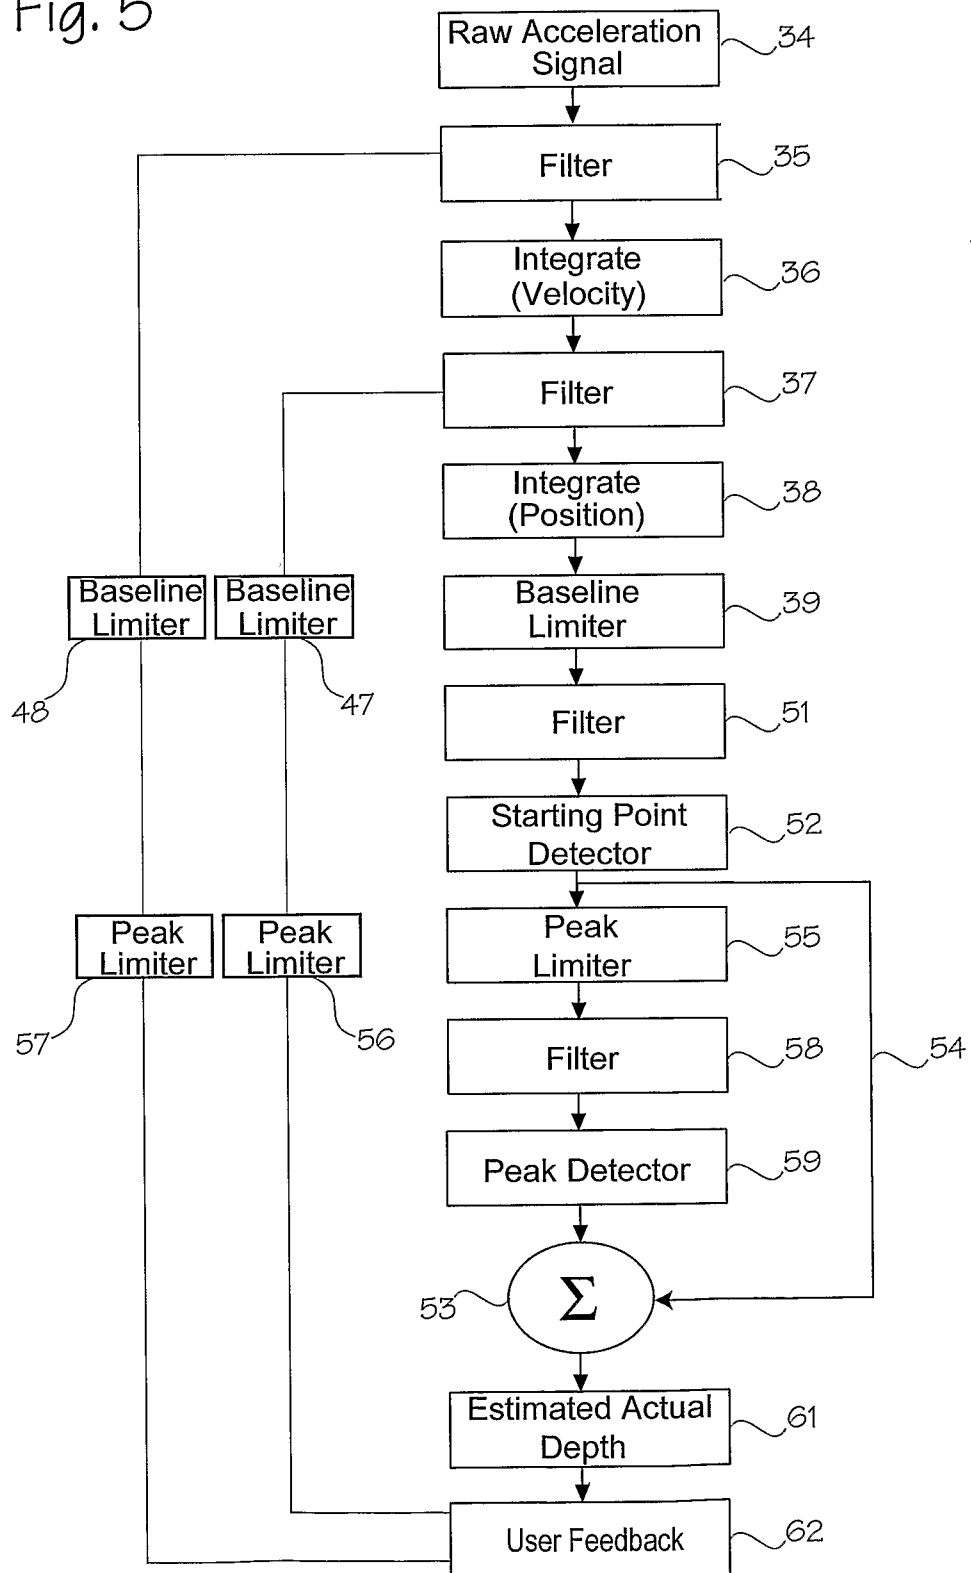 Fig. 5
Raw Acceleration
Signal
34
Filter
35
Integrate
(Velocity)
36
Filter
37
Integrate
(Position)
38
Baseline
Limiter
48
Baseline
Limiter
47
Baseline
Limiter
39
Filter
51
Starting Point
Detector
52
Peak
Limiter
57
Peak
Limiter
56
Peak
Limiter
55
Filter
58
54
Peak Detector
59
53
Σ
Estimated Actual
Depth
61
User Feedback
62